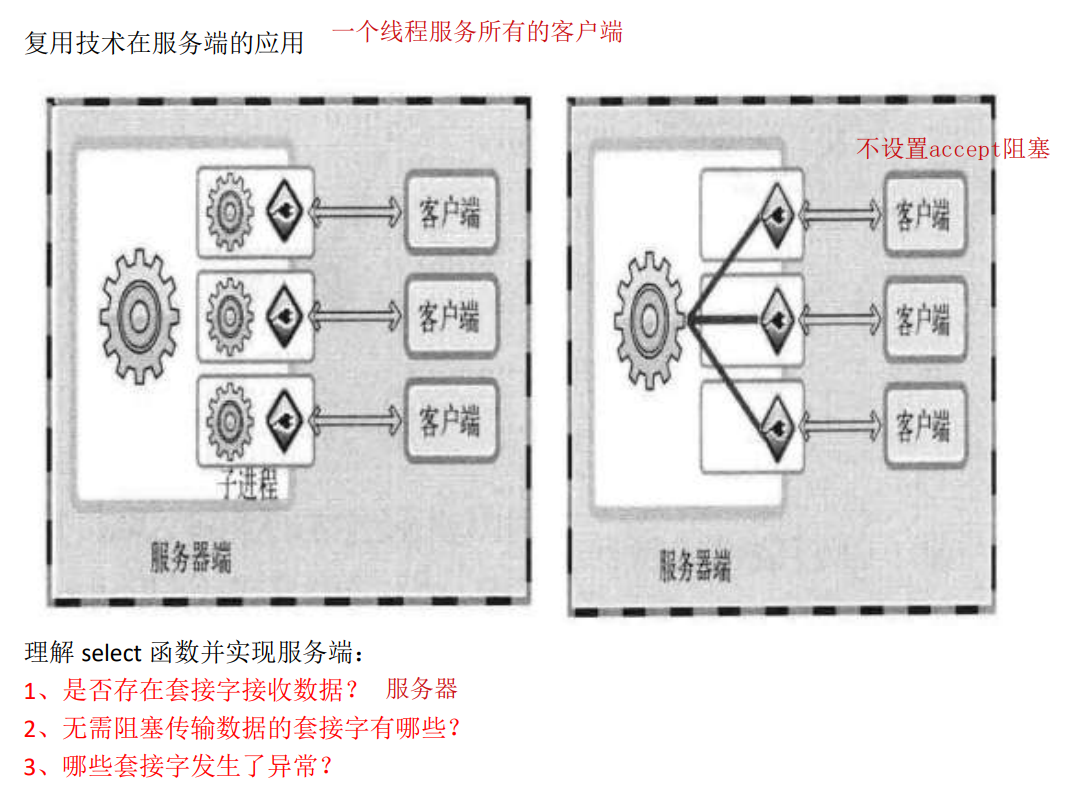 复用技术在服务端的应用 一个线程服务所有的客户端
不设置accept阻塞
客户端
客户端
客户端
子进程
服务器端
客户端
客户端
客户端
服务器端
理解 select 函数并实现服务端：
1、是否存在套接字接收数据？ 服务器
2、无需阻塞传输数据的套接字有哪些？
3、哪些套接字发生了异常？